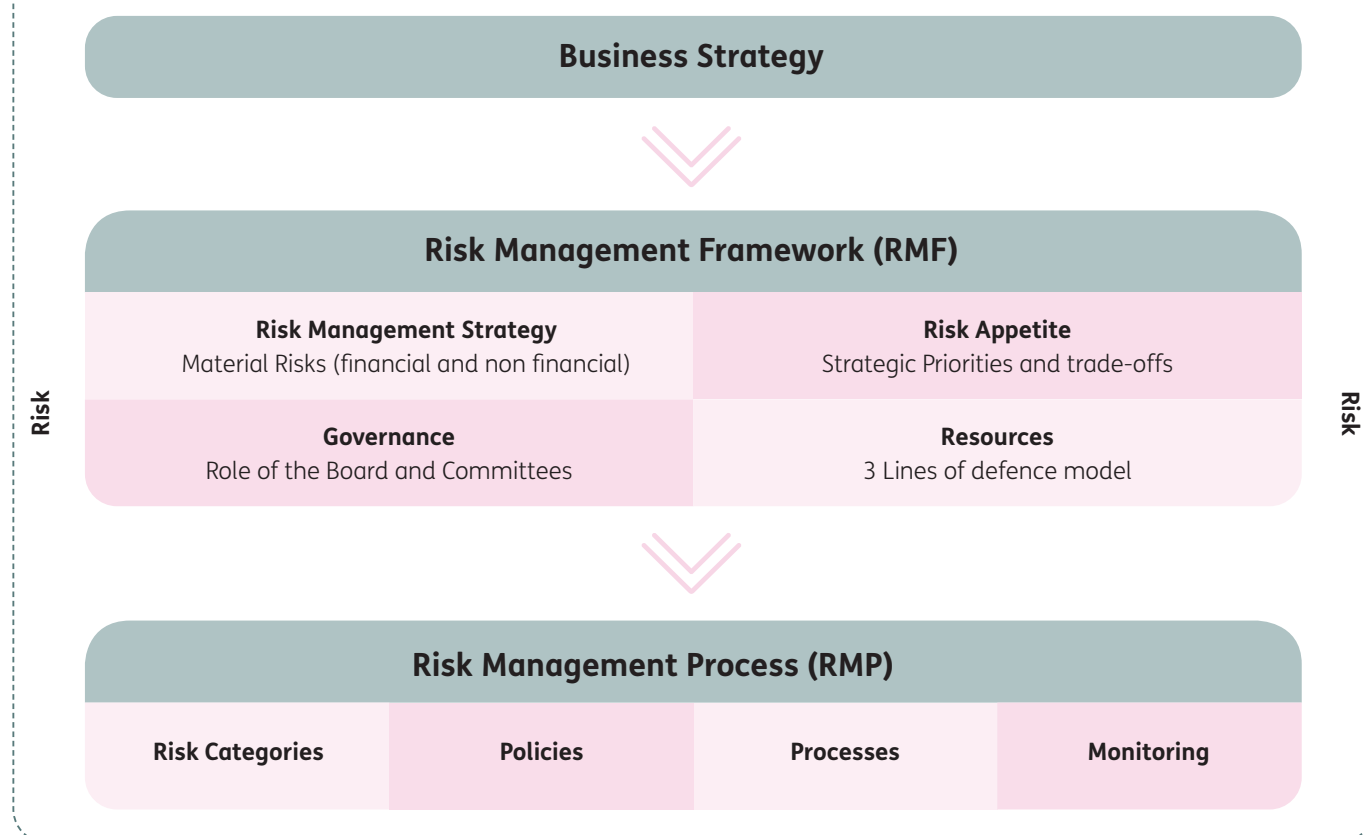 Business Strategy
Risk Management Framework (RMF)
Risk Management Strategy
Material Risks (financial and non financial)
Risk Appetite
Strategic Priorities and trade-offs
Risk
Governance
Role of the Board and Committees
Resources
3 Lines of defence model
Risk
Risk Management Process (RMP)
Risk Categories
Policies
Processes
Monitoring